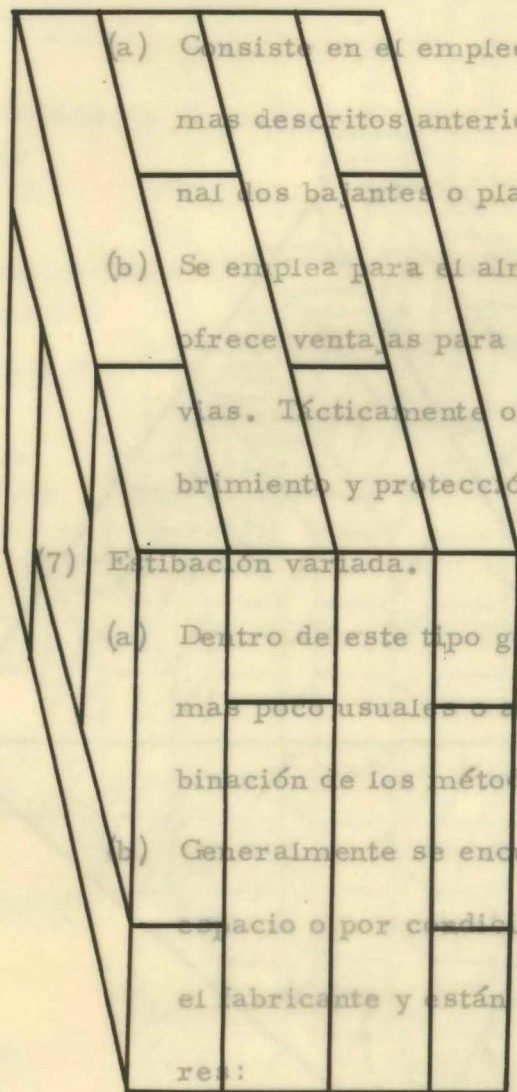 (a) Consiste en el empleo
mas descritos anterio
nal dos bajantes o pla
(b) Se emplea para el alm
ofrece ventajas para
vias. Tácticamente o
brimiento y protecció
(7) Estibación variada.
(a) Dentro de este tipo g
mas poco usuales o a
binación de los méto
(b) Generalmente se enc
espacio o por condici
el fabricante y están
res: